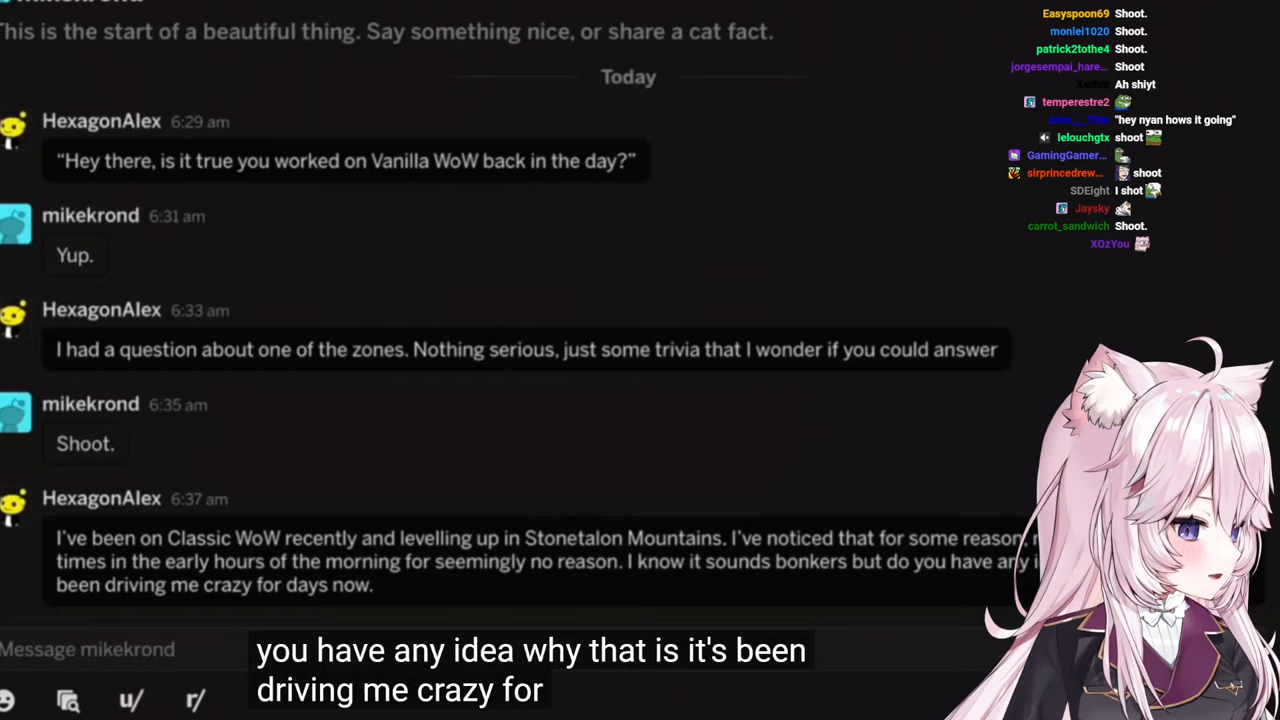 mikekrond
This is the start of a beautiful thing. Say something nice, or share a cat fact.
Today
HexagonAlex 6:29 am
“Hey there, is it true you worked on Vanilla WoW back in the day?”
mikekrond 6:31 am
Yup.
HexagonAlex 6:33 am
I had a question about one of the zones. Nothing serious, just some trivia that I wonder if you could answer
mikekrond 6:35 am
Shoot.
HexagonAlex 6:37 am
I've been on Classic WoW recently and levelling up in Stonetalon Mountains. I've noticed that for some reason,
times in the early hours of the morning for seemingly no reason. I know it sounds bonkers but do you have any
been driving me crazy for days now.
Message mikekrond
u/ r/
you have any idea why that is it's been
driving me crazy for
Easyspoon69 Shoot.
monlei1020 Shoot.
patrick2tothe4 Shoot.
jorgesempai_hare... Shoot
Xerhro Ah shiyt
temperestre2
"hey nyan hows it going"
lelouchgtx shoot
GamingGamer...
sirprincedrew... shoot
SDEight I shot
Jaysky
carrot_sandwich Shoot.
XQzYou